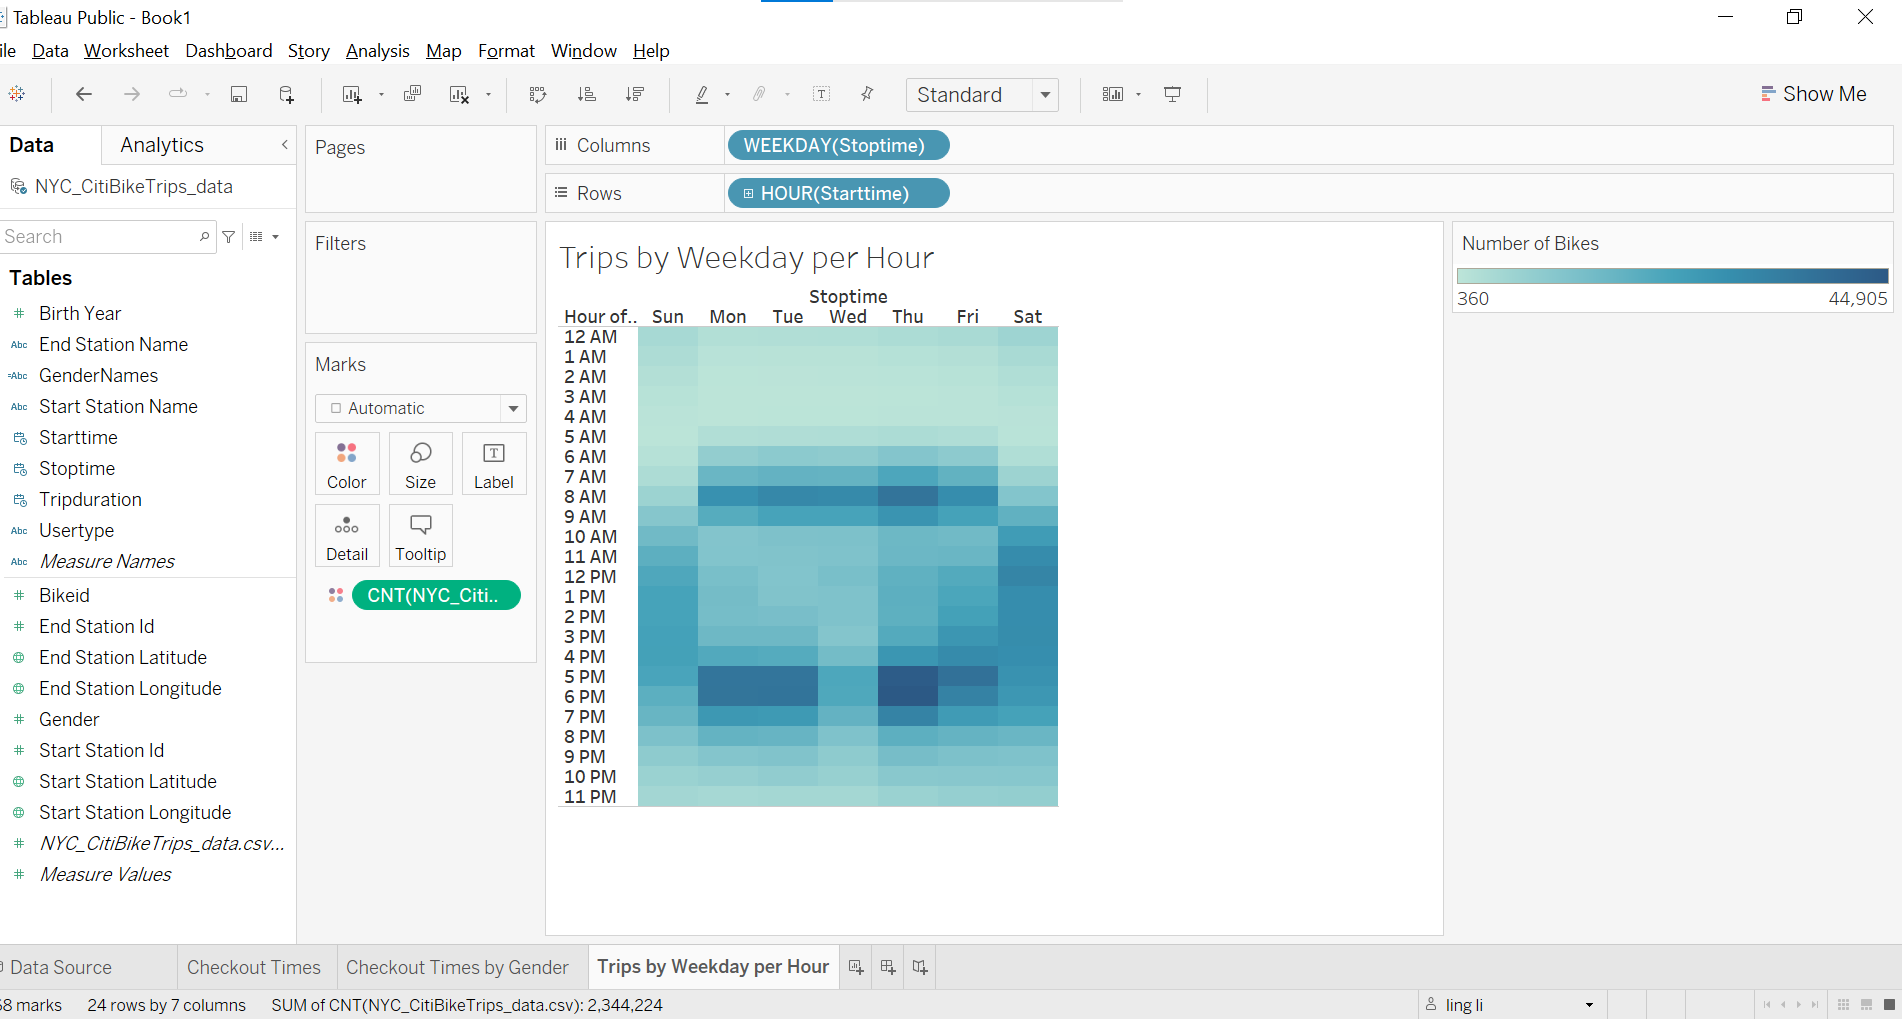 Tableau Public - Book1
ile Data Worksheet Dashboard Story Analysis Map Format Window Help
Standard
Show Me
Data
Analytics
NYC_CitiBikeTrips_data
Search
Tables
# Birth Year
Abc End Station Name
=Abc GenderNames
Abc Start Station Name
Starttime
Stoptime
Tripduration
Abc Usertype
Abc Measure Names
# Bikeid
# End Station Id
End Station Latitude
End Station Longitude
# Gender
# Start Station Id
Start Station Latitude
Start Station Longitude
# NYC_CitiBikeTrips_data.csv...
# Measure Values
Pages
Filters
Marks
Automatic
Color Size Label
Detail Tooltip
CNT(NYC_Citi..
Columns WEEKDAY(Stoptime)
Rows HOUR(Starttime)
Trips by Weekday per Hour
Stoptime
Hour of.. Sun Mon Tue Wed Thu Fri Sat
12 AM
1 AM
2 AM
3 AM
4 AM
5 AM
6 AM
7 AM
8 AM
9 AM
10 AM
11 AM
12 PM
1 PM
2 PM
3 PM
4 PM
5 PM
6 PM
7 PM
8 PM
9 PM
10 PM
11 PM
Number of Bikes
360 44,905
Data Source
Checkout Times
Checkout Times by Gender
Trips by Weekday per Hour
68 marks 24 rows by 7 columns SUM of CNT(NYC_CitiBikeTrips_data.csv): 2,344,224
ling li